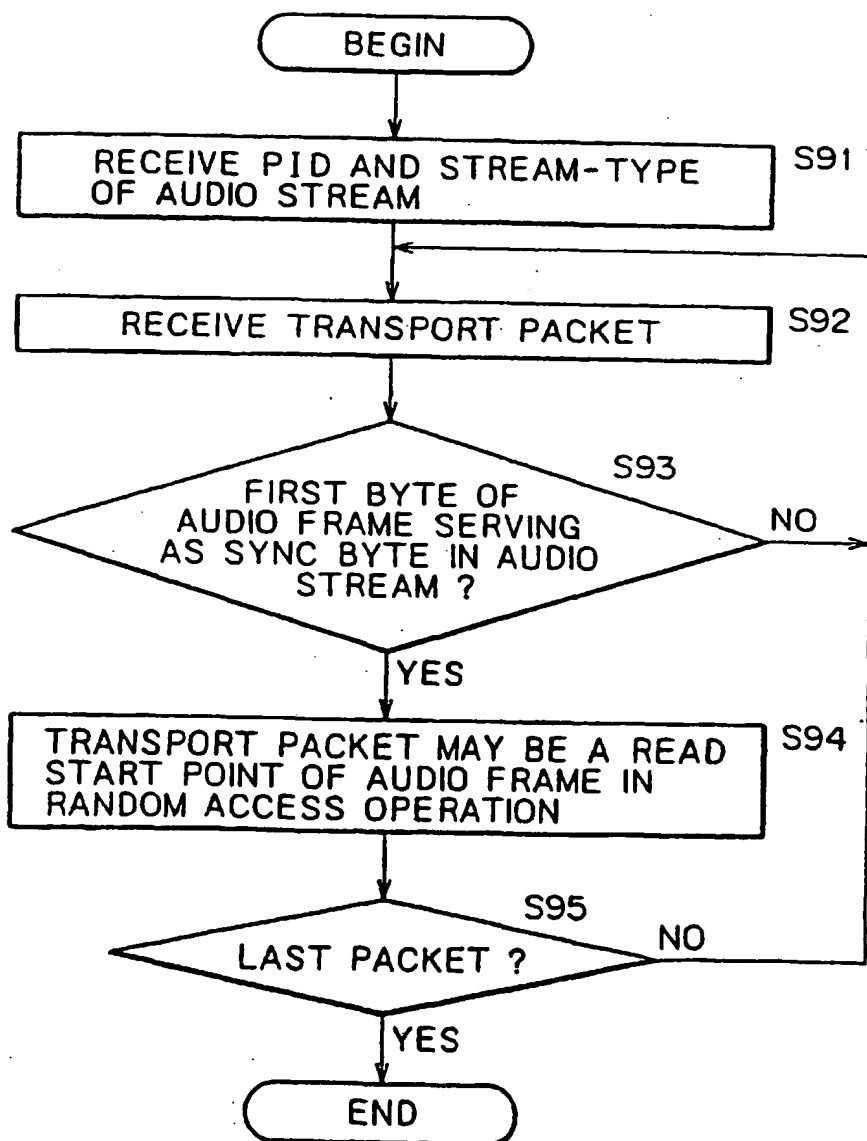 BEGIN
RECEIVE PID AND STREAM-TYPE
OF AUDIO STREAM
S91
RECEIVE TRANSPORT PACKET
S92
S93
FIRST BYTE OF
AUDIO FRAME SERVING
AS SYNC BYTE IN AUDIO
STREAM ?
NO
YES
TRANSPORT PACKET MAY BE A READ
START POINT OF AUDIO FRAME IN
RANDOM ACCESS OPERATION
S94
S95
LAST PACKET ?
NO
YES
END